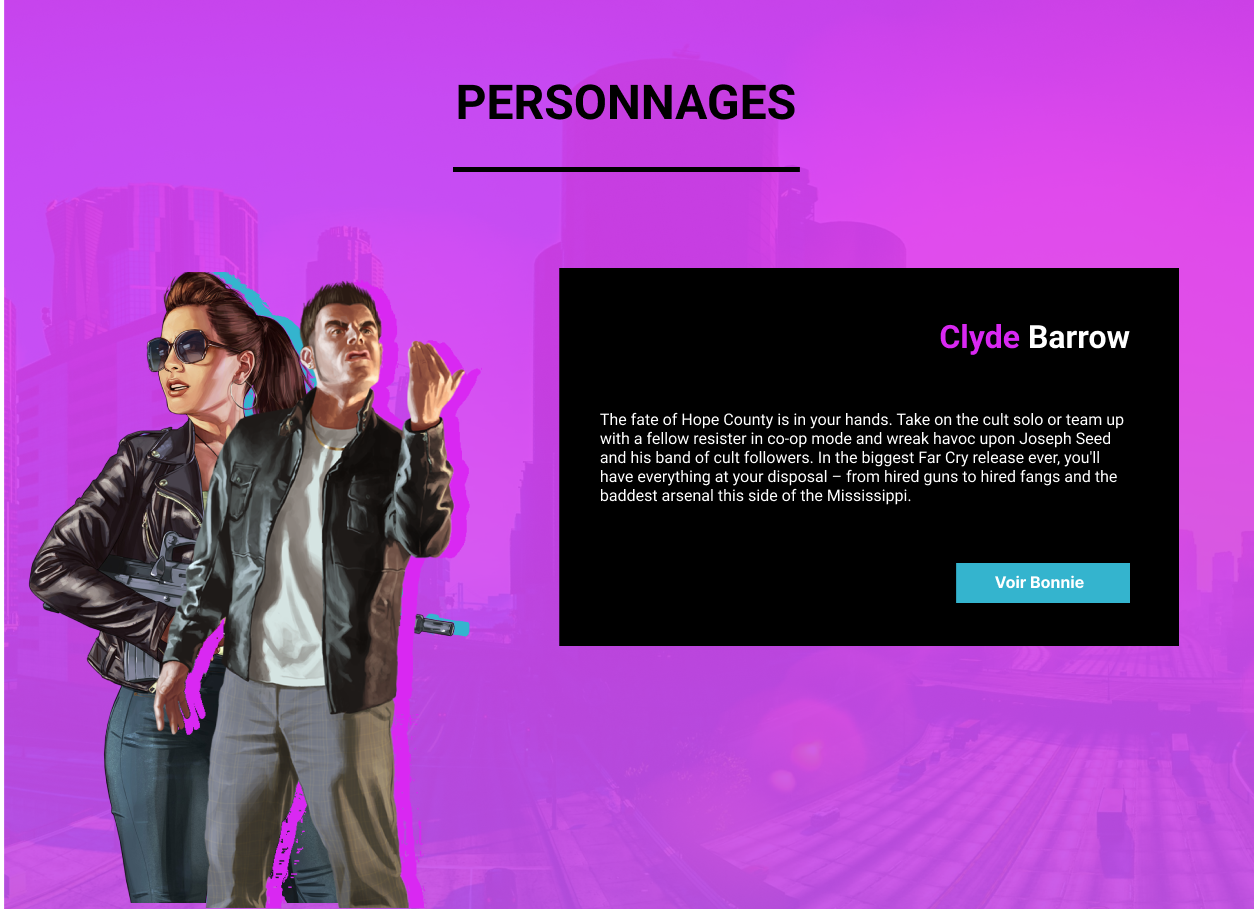 PERSONNAGES
Clyde Barrow
The fate of Hope County is in your hands. Take on the cult solo or team up
with a fellow resister in co-op mode and wreak havoc upon Joseph Seed
and his band of cult followers. In the biggest Far Cry release ever, you'll
have everything at your disposal – from hired guns to hired fangs and the
baddest arsenal this side of the Mississippi.
Voir Bonnie